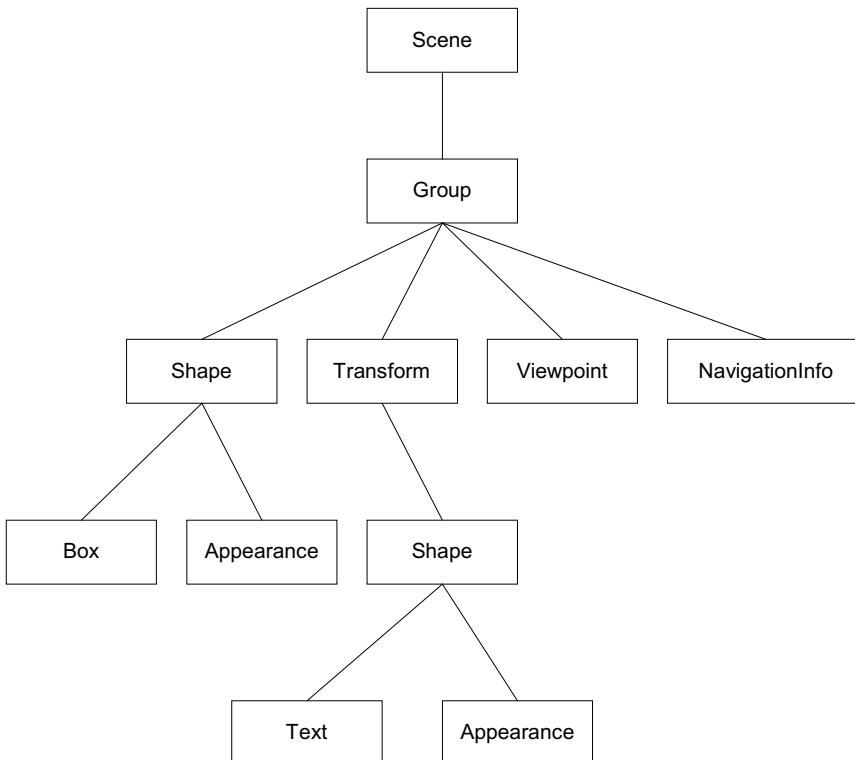 Scene
Group
Shape
Transform
Viewpoint
NavigationInfo
Box
Appearance
Shape
Text
Appearance